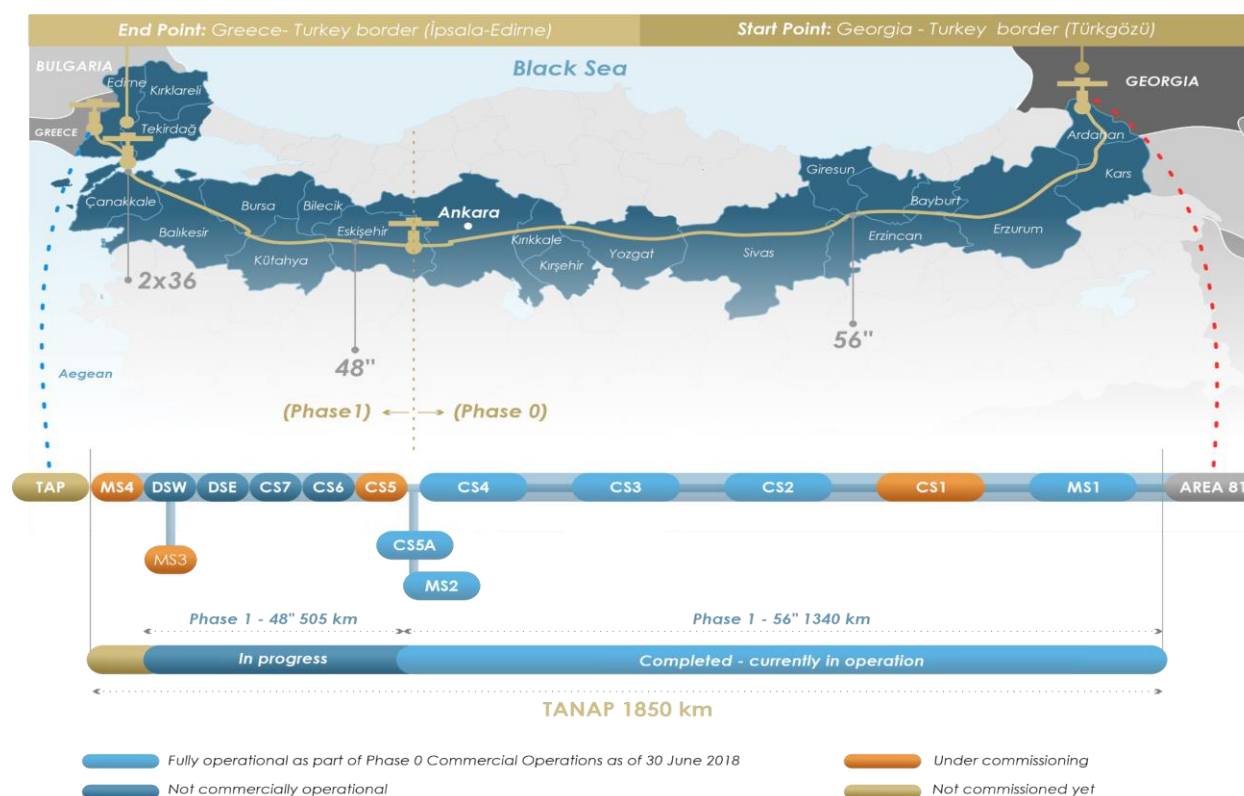 End Point: Greece- Turkey border (İpsala-Edirne)
Start Point: Georgia - Turkey border (Türkgözü)
BULGARIA
Black Sea
GEORGIA
Edirne
Kırklareli
GREECE
Tekirdağ
Ardahan
Giresun
Kars
Çanakkale
Bursa
Bilecik
Ankara
Bayburt
Balıkesir
Eskişehir
Kırıkkale
Erzincan
Erzurum
Kütahya
Kırşehir
Yozgat
Sivas
2x36
48"
56"
Aegean
(Phase1)
(Phase 0)
TAP
MS4
DSW
DSE
CS7
CS6
CS5
CS4
CS3
CS2
CS1
MS1
AREA 81
MS3
CS5A
MS2
Phase 1 - 48" 505 km
Phase 1 - 56" 1340 km
In progress
Completed - currently in operation
TANAP 1850 km
Fully operational as part of Phase 0 Commercial Operations as of 30 June 2018
Under commissioning
Not commercially operational
Not commissioned yet